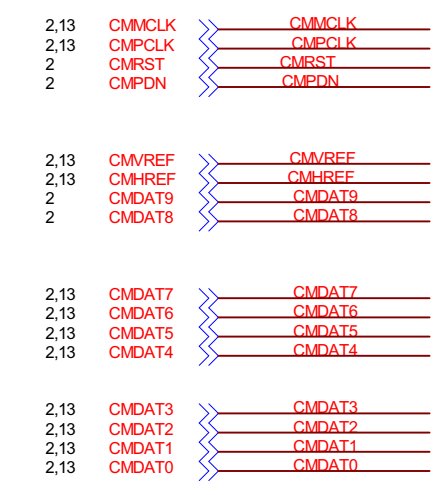 2,13 CMMCLK CMMCLK
2,13 CMPCLK CMPCLK
2 CMRST CMRST
2 CMPDN CMPDN
2,13 CMVREF CMVREF
2,13 CMHREF CMHREF
2 CMDAT9 CMDAT9
2 CMDAT8 CMDAT8
2,13 CMDAT7 CMDAT7
2,13 CMDAT6 CMDAT6
2,13 CMDAT5 CMDAT5
2,13 CMDAT4 CMDAT4
2,13 CMDAT3 CMDAT3
2,13 CMDAT2 CMDAT2
2,13 CMDAT1 CMDAT1
2,13 CMDAT0 CMDAT0